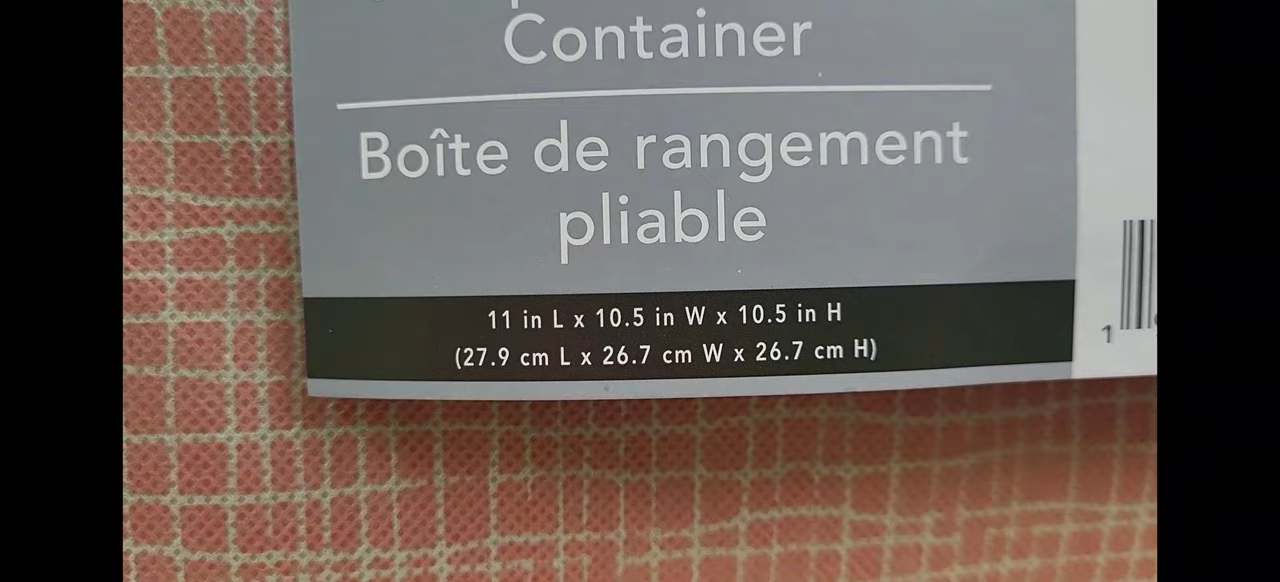 Container
Boîte de rangement
pliable
11 in L x 10.5 in W x 10.5 in H
(27.9 cm L x 26.7 cm W x 26.7 cm H)
1